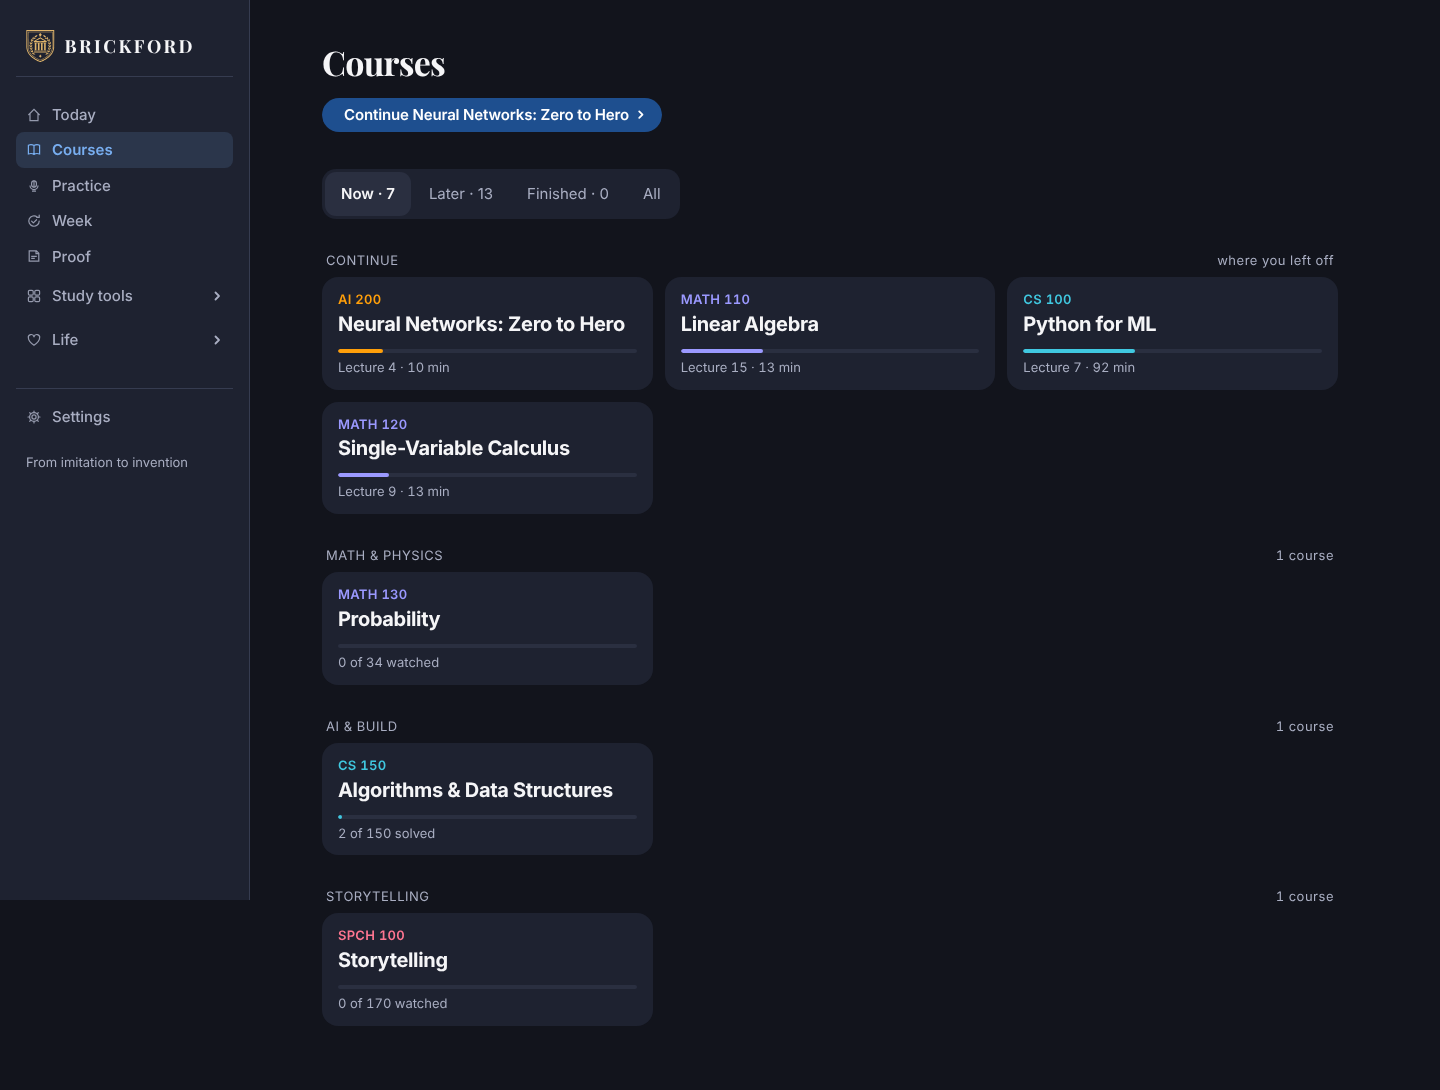 BRICKFORD
Today
Courses
Practice
Week
Proof
Study tools
Life
Settings
From imitation to invention
Courses
Continue Neural Networks: Zero to Hero
Now · 7 Later · 13 Finished · 0 All
CONTINUE where you left off
AI 200
Neural Networks: Zero to Hero
Lecture 4 · 10 min
MATH 110
Linear Algebra
Lecture 15 · 13 min
CS 100
Python for ML
Lecture 7 · 92 min
MATH 120
Single-Variable Calculus
Lecture 9 · 13 min
MATH & PHYSICS 1 course
MATH 130
Probability
0 of 34 watched
AI & BUILD 1 course
CS 150
Algorithms & Data Structures
2 of 150 solved
STORYTELLING 1 course
SPCH 100
Storytelling
0 of 170 watched